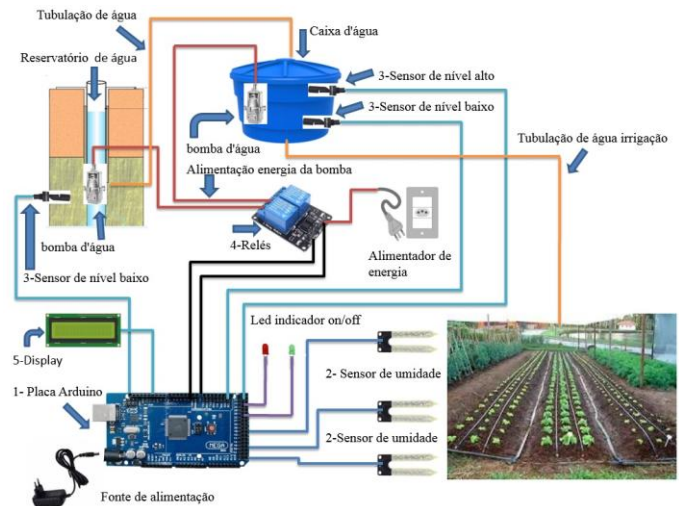 Tubulação de água
Caixa d'água
Reservatório de água
3-Sensor de nível alto
3-Sensor de nível baixo
bomba d'água
Tubulação de água irrigação
Alimentação energia da bomba
4-Relés
Alimentador de
energia
bomba d'água
3-Sensor de nível baixo
Led indicador on/off
5-Display
2- Sensor de umidade
1- Placa Arduino
MEGA
2-Sensor de umidade
Fonte de alimentação